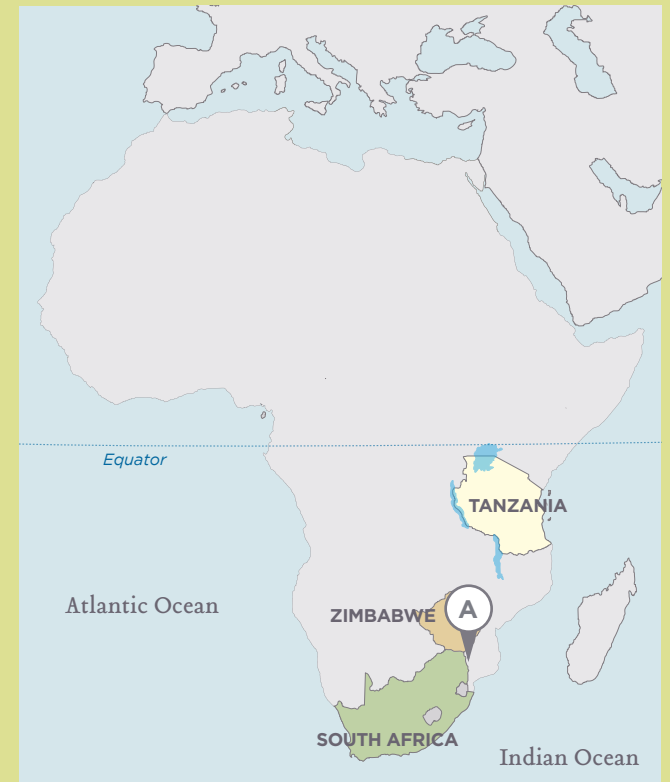 Equator
TANZANIA
Atlantic Ocean
ZIMBABWE
A
SOUTH AFRICA
Indian Ocean